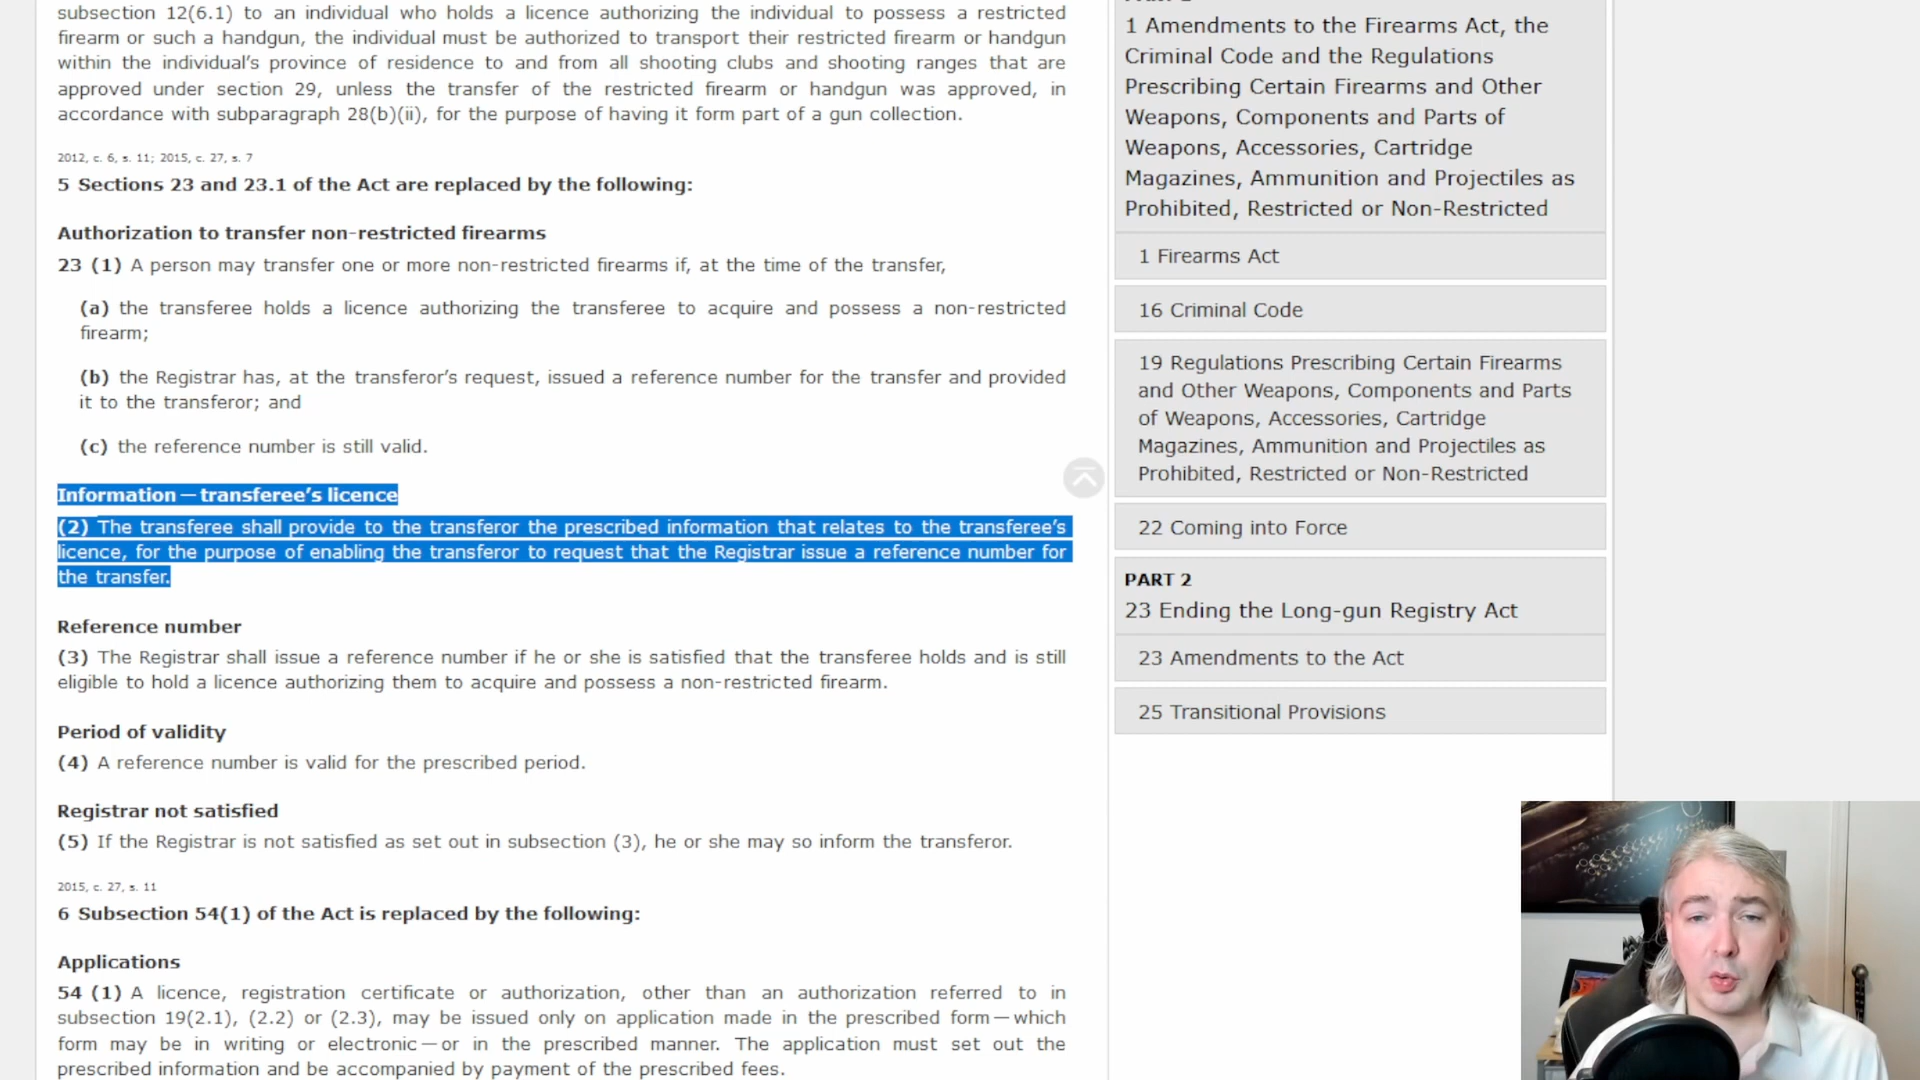 subsection 12(6.1) to an individual who holds a licence authorizing the individual to possess a restricted
firearm or such a handgun, the individual must be authorized to transport their restricted firearm or handgun
within the individual's province of residence to and from all shooting clubs and shooting ranges that are
approved under section 29, unless the transfer of the restricted firearm or handgun was approved, in
accordance with subparagraph 28(b)(ii), for the purpose of having it form part of a gun collection.
2012, c. 6, s. 11; 2015, c. 27, s. 7
5 Sections 23 and 23.1 of the Act are replaced by the following:
Authorization to transfer non-restricted firearms
23 (1) A person may transfer one or more non-restricted firearms if, at the time of the transfer,
(a) the transferee holds a licence authorizing the transferee to acquire and possess a non-restricted
firearm;
(b) the Registrar has, at the transferor's request, issued a reference number for the transfer and provided
it to the transferor; and
(c) the reference number is still valid.
Information — transferee's licence
(2) The transferee shall provide to the transferor the prescribed information that relates to the transferee's
licence, for the purpose of enabling the transferor to request that the Registrar issue a reference number for
the transfer.
Reference number
(3) The Registrar shall issue a reference number if he or she is satisfied that the transferee holds and is still
eligible to hold a licence authorizing them to acquire and possess a non-restricted firearm.
Period of validity
(4) A reference number is valid for the prescribed period.
Registrar not satisfied
(5) If the Registrar is not satisfied as set out in subsection (3), he or she may so inform the transferor.
2015, c. 27, s. 11
6 Subsection 54(1) of the Act is replaced by the following:
Applications
54 (1) A licence, registration certificate or authorization, other than an authorization referred to in
subsection 19(2.1), (2.2) or (2.3), may be issued only on application made in the prescribed form — which
form may be in writing or electronic — or in the prescribed manner. The application must set out the
prescribed information and be accompanied by payment of the prescribed fees.
1 Amendments to the Firearms Act, the
Criminal Code and the Regulations
Prescribing Certain Firearms and Other
Weapons, Components and Parts of
Weapons, Accessories, Cartridge
Magazines, Ammunition and Projectiles as
Prohibited, Restricted or Non-Restricted
1 Firearms Act
16 Criminal Code
19 Regulations Prescribing Certain Firearms
and Other Weapons, Components and Parts
of Weapons, Accessories, Cartridge
Magazines, Ammunition and Projectiles as
Prohibited, Restricted or Non-Restricted
22 Coming into Force
PART 2
23 Ending the Long-gun Registry Act
23 Amendments to the Act
25 Transitional Provisions